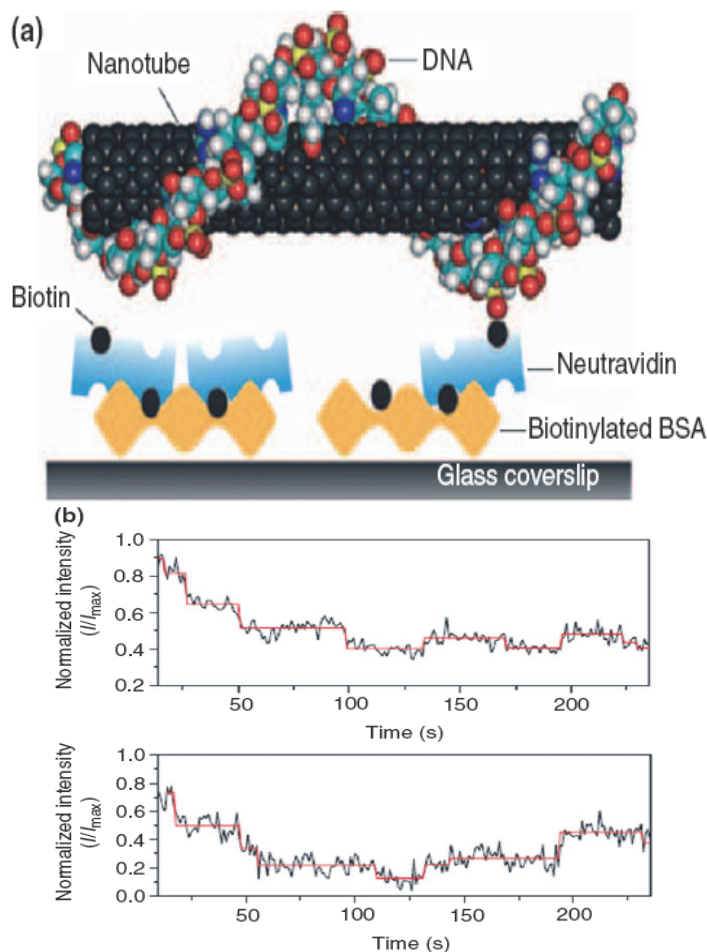 (a)
Nanotube
DNA
Biotin
Neutravidin
Biotinylated BSA
Glass coverslip
(b)
Normalized intensity
(I/Imax)
1.0
0.8
0.6
0.4
0.2
50
100
150
200
Time (s)
Normalized intensity
(I/Imax)
1.0
0.8
0.6
0.4
0.2
0.0
50
100
150
200
Time (s)